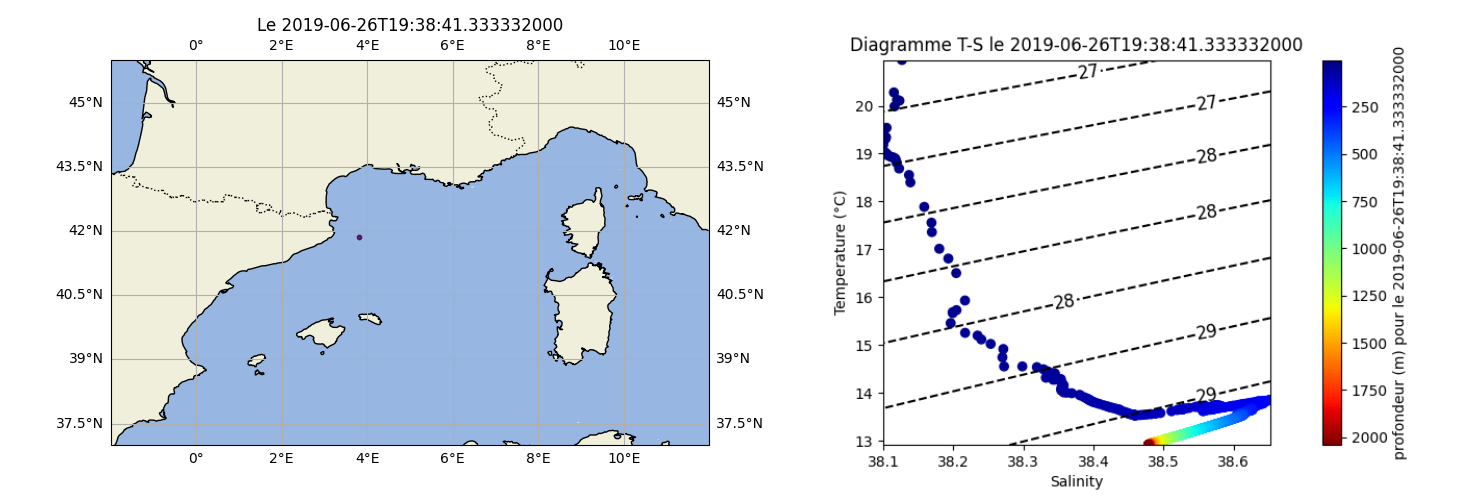 Le 2019-06-26T19:38:41.333332000
0° 2°E 4°E 6°E 8°E 10°E
45°N 45°N
43.5°N 43.5°N
42°N 42°N
40.5°N 40.5°N
39°N 39°N
37.5°N 37.5°N
0° 2°E 4°E 6°E 8°E 10°E
Diagramme T-S le 2019-06-26T19:38:41.333332000
Temperature (°C)
20
19
18
17
16
15
14
13
27
27
28
28
28
29
29
38.1 38.2 38.3 38.4 38.5 38.6
Salinity
250
500
750
1000
1250
1500
1750
2000
profondeur (m) pour le 2019-06-26T19:38:41.333332000